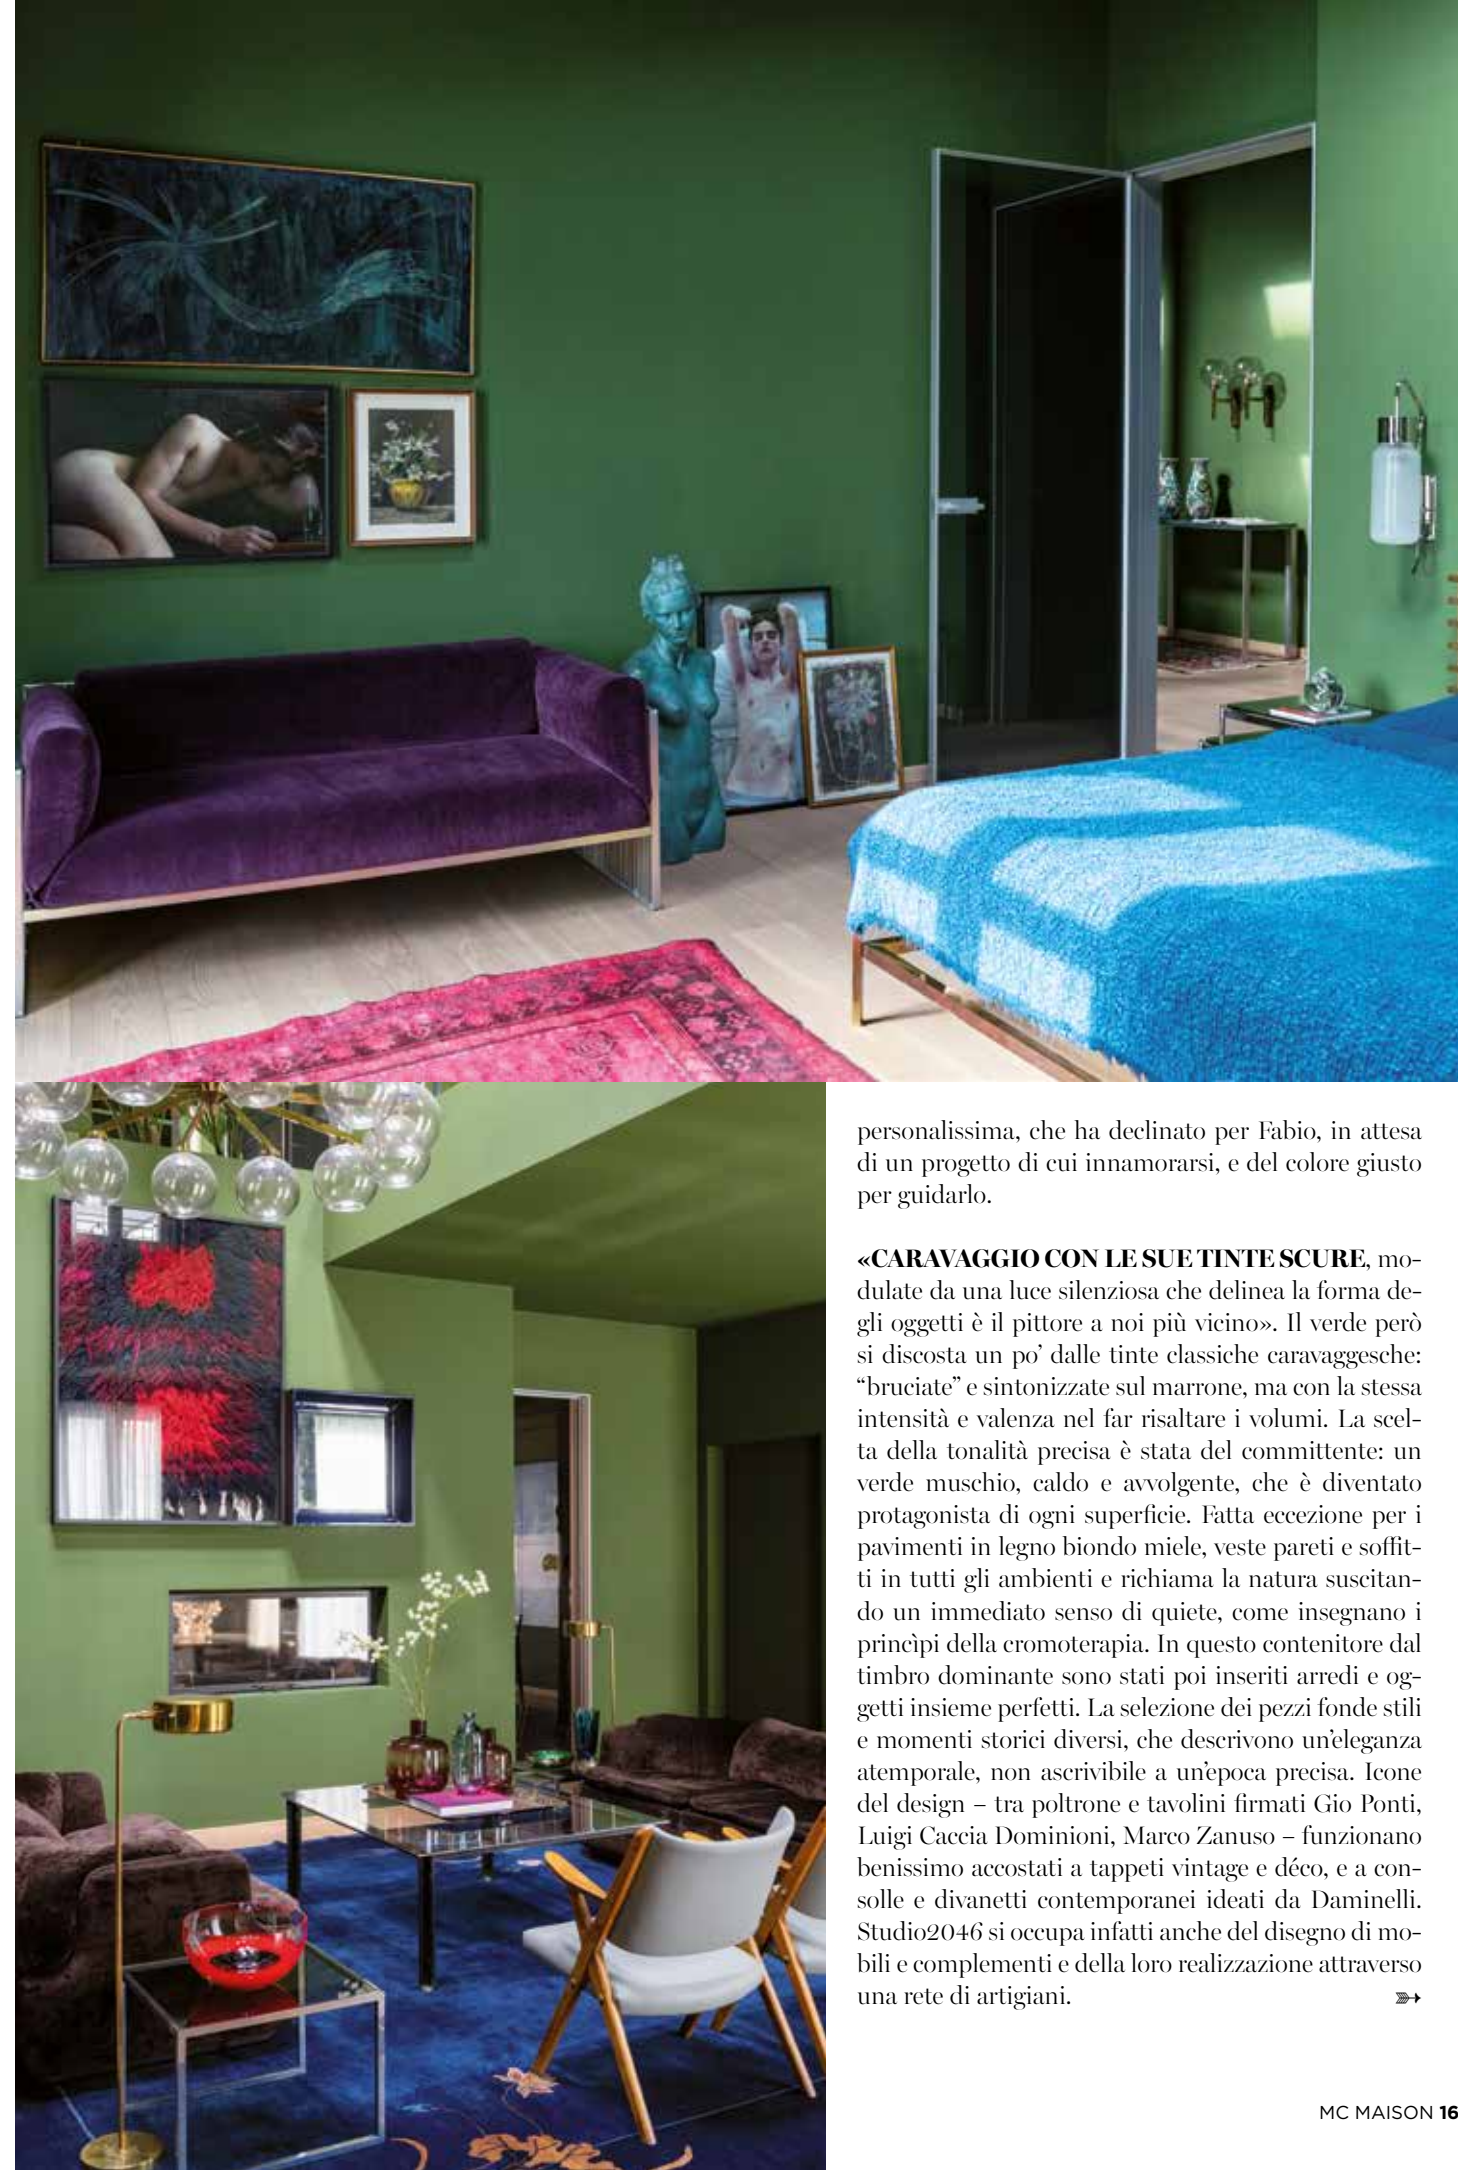 personalissima, che ha declinato per Fabio, in attesa
di un progetto di cui innamorarsi, e del colore giusto
per guidarlo.
«CARAVAGGIO CON LE SUE TINTE SCURE, mo-
dulate da una luce silenziosa che delinea la forma de-
gli oggetti è il pittore a noi più vicino». Il verde però
si discosta un po’ dalle tinte classiche caravaggesche:
“bruciate” e sintonizzate sul marrone, ma con la stessa
intensità e valenza nel far risaltare i volumi. La scel-
ta della tonalità precisa è stata del committente: un
verde muschio, caldo e avvolgente, che è diventato
protagonista di ogni superficie. Fatta eccezione per i
pavimenti in legno biondo miele, veste pareti e soffit-
ti in tutti gli ambienti e richiama la natura suscitan-
do un immediato senso di quiete, come insegnano i
princìpi della cromoterapia. In questo contenitore dal
timbro dominante sono stati poi inseriti arredi e og-
getti insieme perfetti. La selezione dei pezzi fonde stili
e momenti storici diversi, che descrivono un’eleganza
atemporale, non ascrivibile a un’epoca precisa. Icone
del design – tra poltrone e tavolini firmati Gio Ponti,
Luigi Caccia Dominioni, Marco Zanuso – funzionano
benissimo accostati a tappeti vintage e déco, e a con-
solle e divanetti contemporanei ideati da Daminelli.
Studio2046 si occupa infatti anche del disegno di mo-
bili e complementi e della loro realizzazione attraverso
una rete di artigiani.
MC MAISON 16